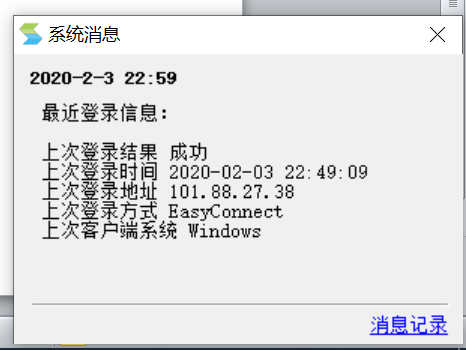 系统消息
2020-2-3 22:59
最近登录信息：
上次登录结果 成功
上次登录时间 2020-02-03 22:49:09
上次登录地址 101.88.27.38
上次登录方式 EasyConnect
上次客户端系统 Windows
消息记录